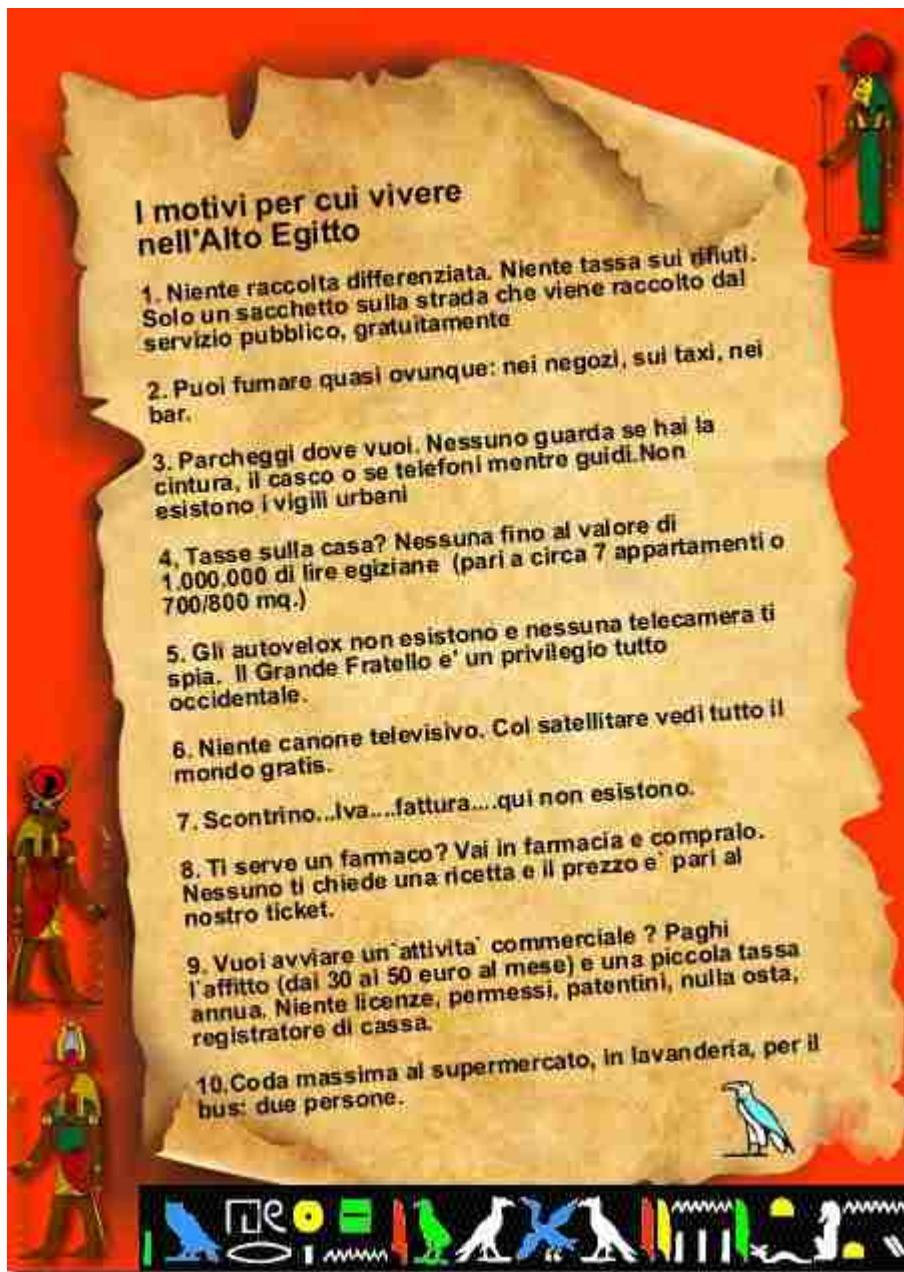 I motivi per cui vivere
nell'Alto Egitto
1. Niente raccolta differenziata. Niente tassa sui rifiuti.
Solo un sacchetto sulla strada che viene raccolto dal
servizio pubblico, gratuitamente
2. Puoi fumare quasi ovunque: nei negozi, sui taxi, nei
bar.
3. Parcheggi dove vuoi. Nessuno guarda se hai la
cintura, il casco o se telefoni mentre guidi.Non
esistono i vigili urbani
4. Tasse sulla casa? Nessuna fino al valore di
1.000.000 di lire egiziane (pari a circa 7 appartamenti o
700/800 mq.)
5. Gli autovelox non esistono e nessuna telecamera ti
spia. Il Grande Fratello e' un privilegio tutto
occidentale.
6. Niente canone televisivo. Col satellitare vedi tutto il
mondo gratis.
7. Scontrino...Iva....fattura....qui non esistono.
8. Ti serve un farmaco? Vai in farmacia e compralo.
Nessuno ti chiede una ricetta e il prezzo e` pari al
nostro ticket.
9. Vuoi avviare un`attivita` commerciale ? Paghi
l`affitto (dai 30 ai 50 euro al mese) e una piccola tassa
annua. Niente licenze, permessi, patentini, nulla osta,
registratore di cassa.
10.Coda massima al supermercato, in lavanderia, per il
bus: due persone.